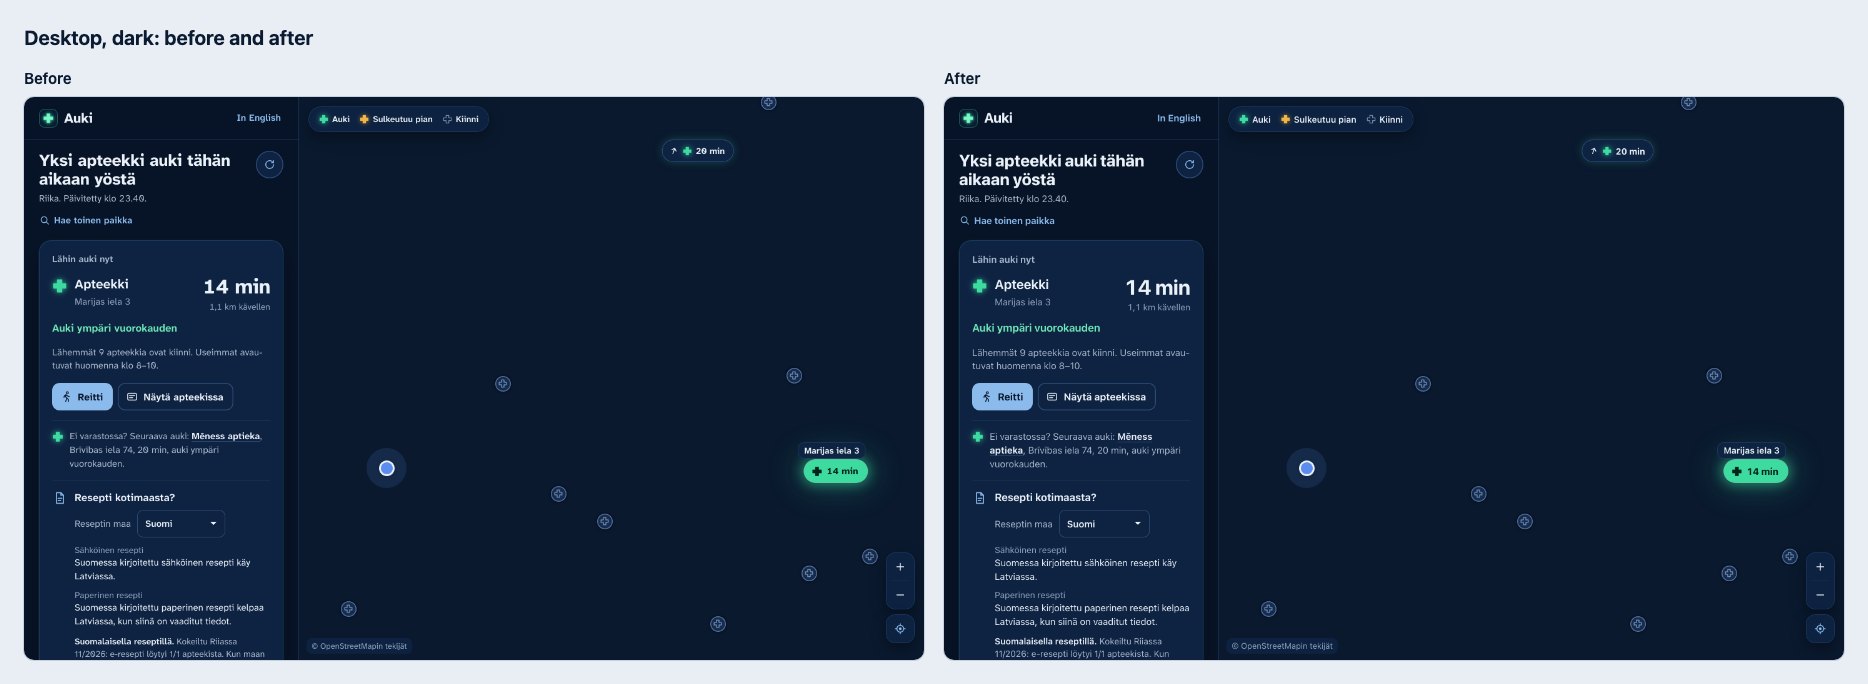 Desktop, dark: before and after
Before
Auki
In English
Yksi apteekki auki tähän
aikaan yöstä
Riika. Päivitetty klo 23.40.
Hae toinen paikka
Lähin auki nyt
Apteekki
14 min
Marijas iela 3
1,1 km kävellen
Auki ympäri vuorokauden
Lähemmät 9 apteekkia ovat kiinni. Useimmat avau-
tuvat huomenna klo 8–10.
Reitti
Näytä apteekissa
Ei varastossa? Seuraava auki: Mēness aptieka,
Brivibas iela 74, 20 min, auki ympäri
vuorokauden.
Resepti kotimaasta?
Reseptin maa
Suomi
Sähköinen resepti
Suomessa kirjoitettu sähköinen resepti käy
Latviassa.
Paperinen resepti
Suomessa kirjoitettu paperinen resepti kelpaa
Latviassa, kun siinä on vaaditut tiedot.
Suomalaisella reseptillä. Kokeiltu Riiassa
11/2026: e-resepti löytyi 1/1 apteekista. Kun maan
Auki
Sulkeutuu pian
Kiinni
20 min
Marijas iela 3
14 min
© OpenStreetMapin tekijät
After
Auki
In English
Yksi apteekki auki tähän
aikaan yöstä
Riika. Päivitetty klo 23.40.
Hae toinen paikka
Lähin auki nyt
Apteekki
14 min
Marijas iela 3
1,1 km kävellen
Auki ympäri vuorokauden
Lähemmät 9 apteekkia ovat kiinni. Useimmat avau-
tuvat huomenna klo 8–10.
Reitti
Näytä apteekissa
Ei varastossa? Seuraava auki: Mēness
aptieka, Brivibas iela 74, 20 min, auki ympäri
vuorokauden.
Resepti kotimaasta?
Reseptin maa
Suomi
Sähköinen resepti
Suomessa kirjoitettu sähköinen resepti käy
Latviassa.
Paperinen resepti
Suomessa kirjoitettu paperinen resepti kelpaa
Latviassa, kun siinä on vaaditut tiedot.
Suomalaisella reseptillä. Kokeiltu Riiassa
11/2026: e-resepti löytyi 1/1 apteekista. Kun
Auki
Sulkeutuu pian
Kiinni
20 min
Marijas iela 3
14 min
© OpenStreetMapin tekijät